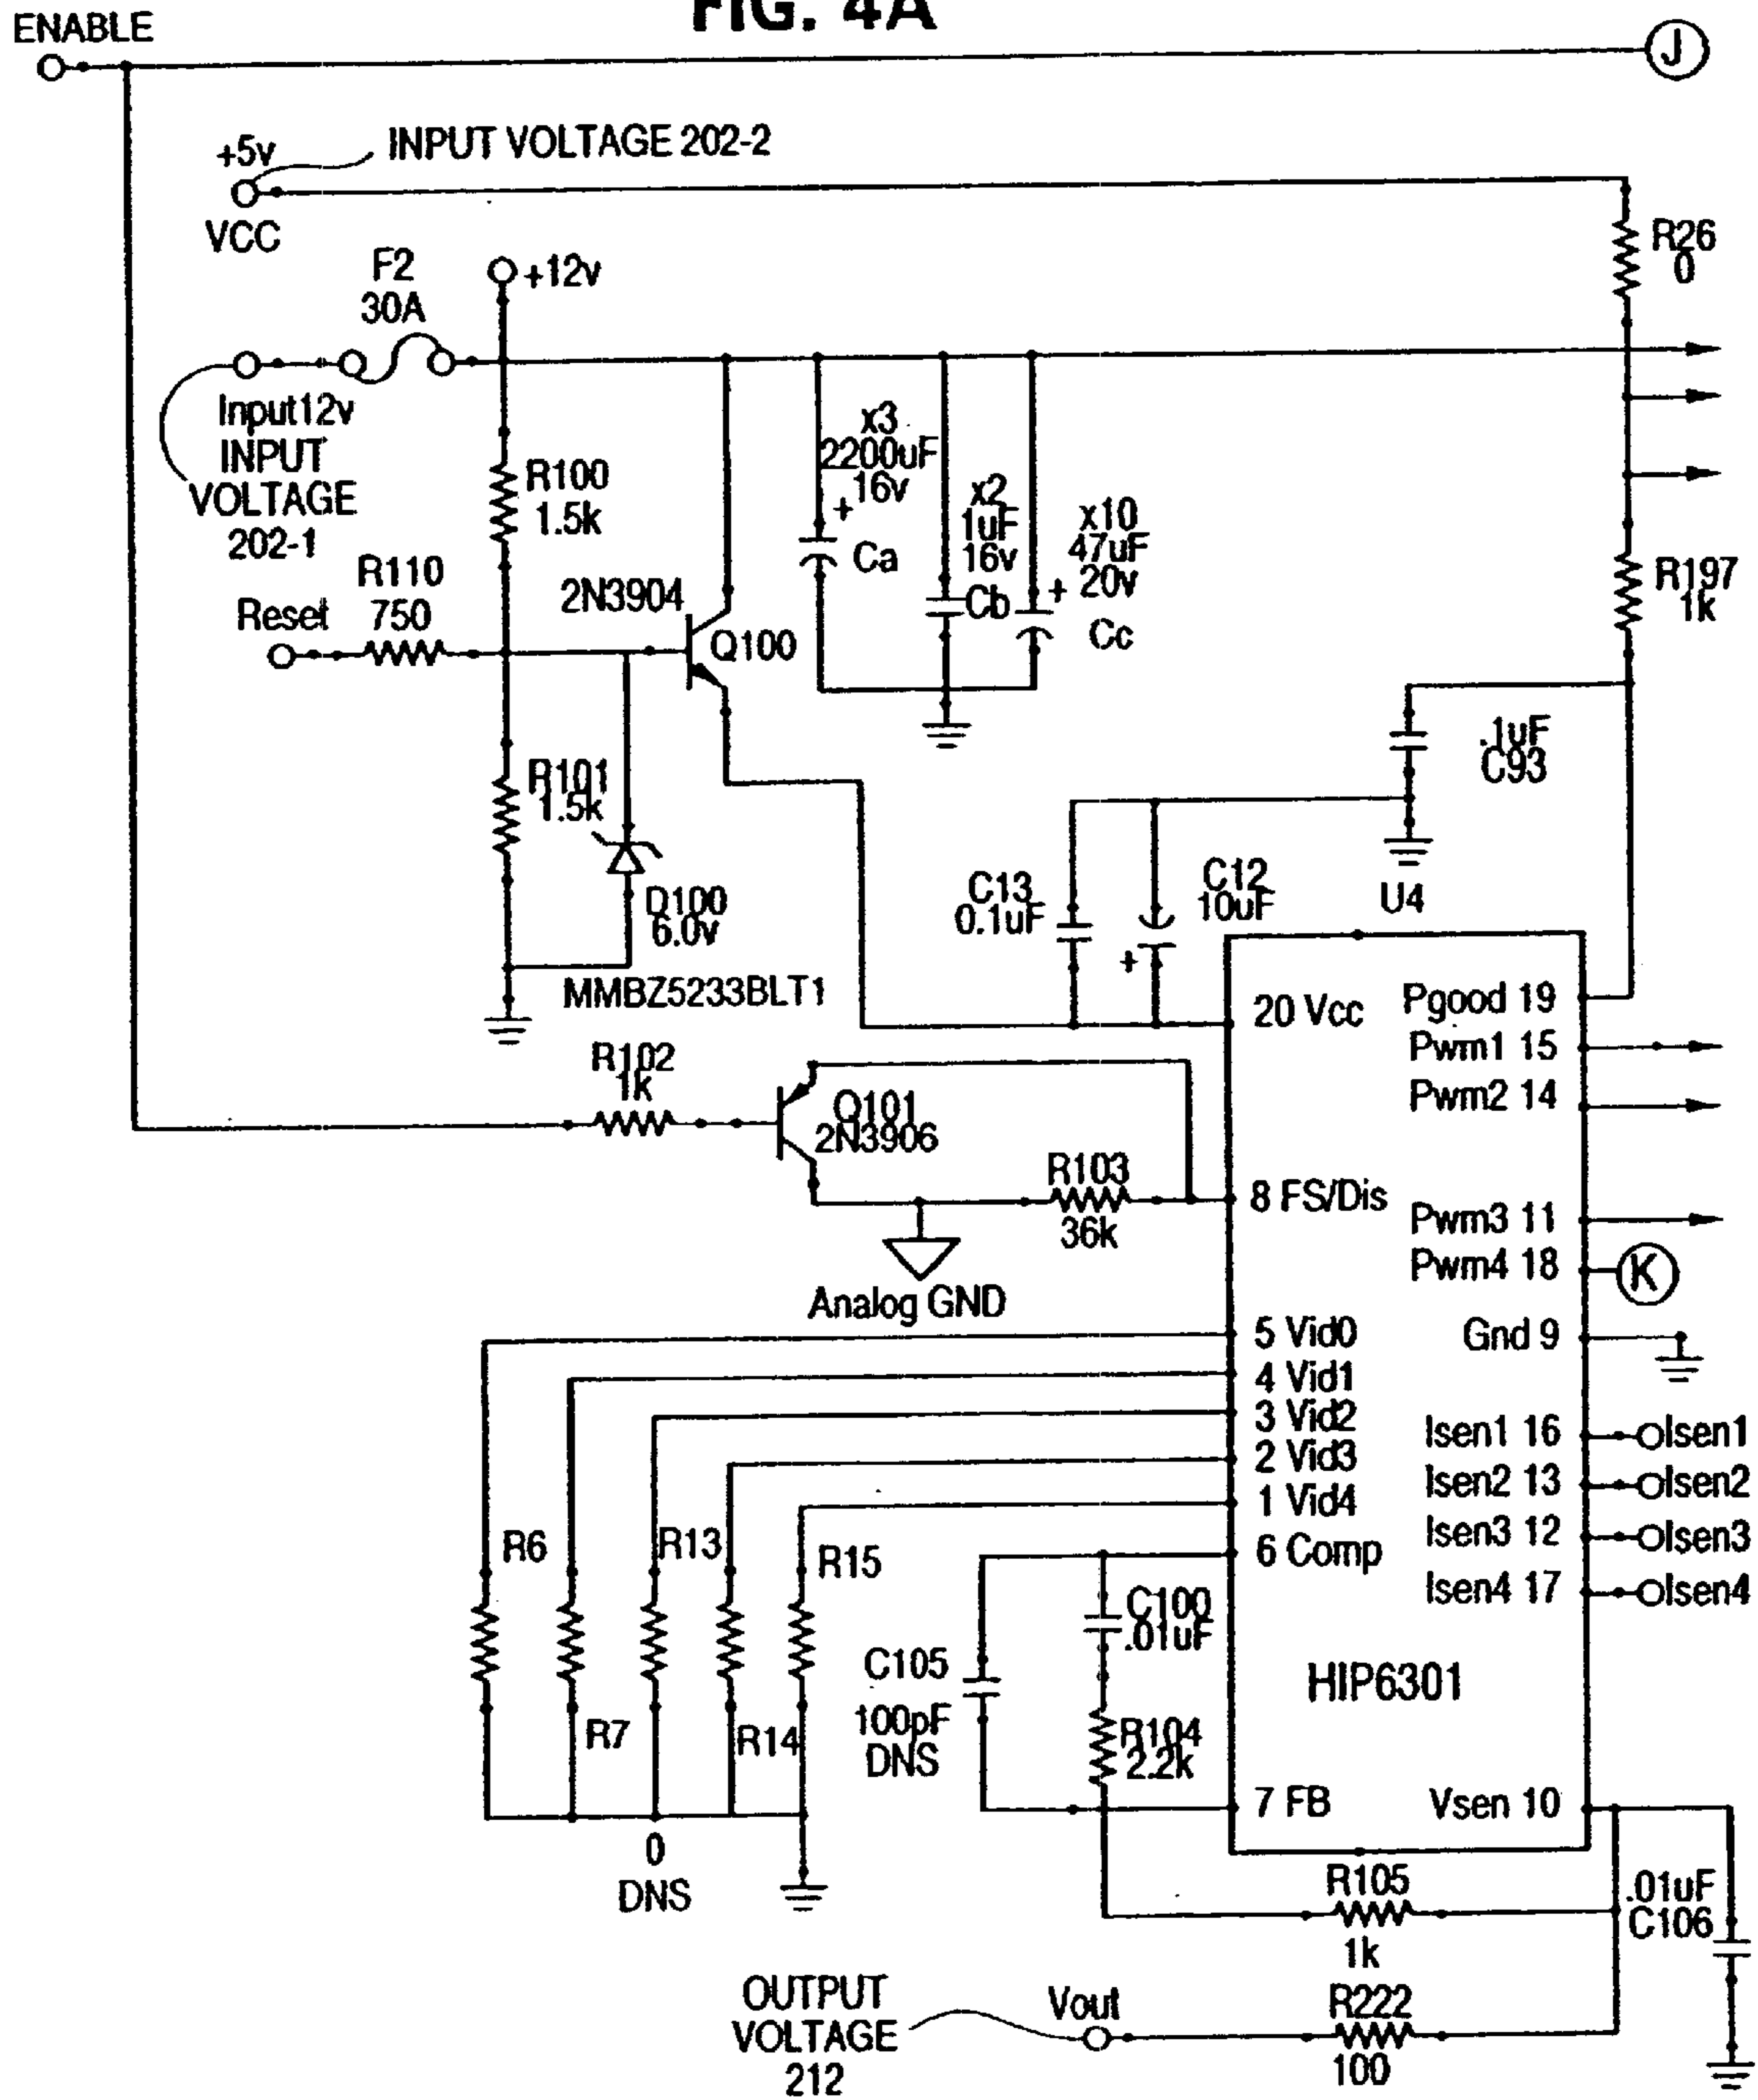 FIG. 4A
ENABLE
J
+5v
INPUT VOLTAGE 202-2
VCC
R26
0
F2
30A
+12v
Input12v
INPUT
VOLTAGE
202-1
R100
1.5k
x3
2200uF
16v
+
Ca
x2
1uF
16v
Cb
x10
47uF
20v
+
Cc
R197
1k
R110
750
Reset
2N3904
Q100
.1uF
C93
R101
1.5k
D100
6.0v
MMBZ5233BLT1
C13
0.1uF
C12
10uF
+
U4
20 Vcc
Pgood 19
Pwm1 15
Pwm2 14
R102
1k
Q101
2N3906
R103
36k
8 FS/Dis
Pwm3 11
Pwm4 18
K
Analog GND
5 Vid0
Gnd 9
4 Vid1
3 Vid2
2 Vid3
1 Vid4
6 Comp
Isen1 16
Isen1
Isen2 13
Isen2
Isen3 12
Isen3
Isen4 17
Isen4
R6
R13
R15
R7
R14
C100
.01uF
C105
100pF
DNS
R104
2.2k
HIP6301
7 FB
Vsen 10
0
DNS
R105
1k
.01uF
C106
OUTPUT
VOLTAGE
212
Vout
R222
100